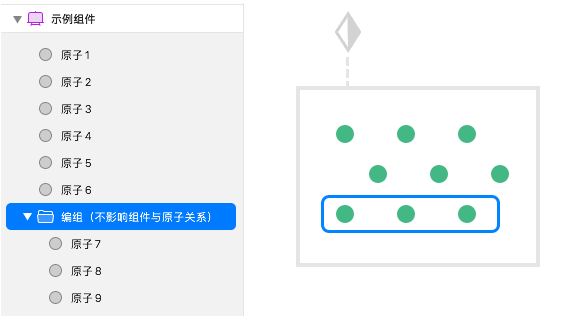 示例组件
原子 1
原子 2
原子 3
原子 4
原子 5
原子 6
编组（不影响组件与原子关系）
原子 7
原子 8
原子 9